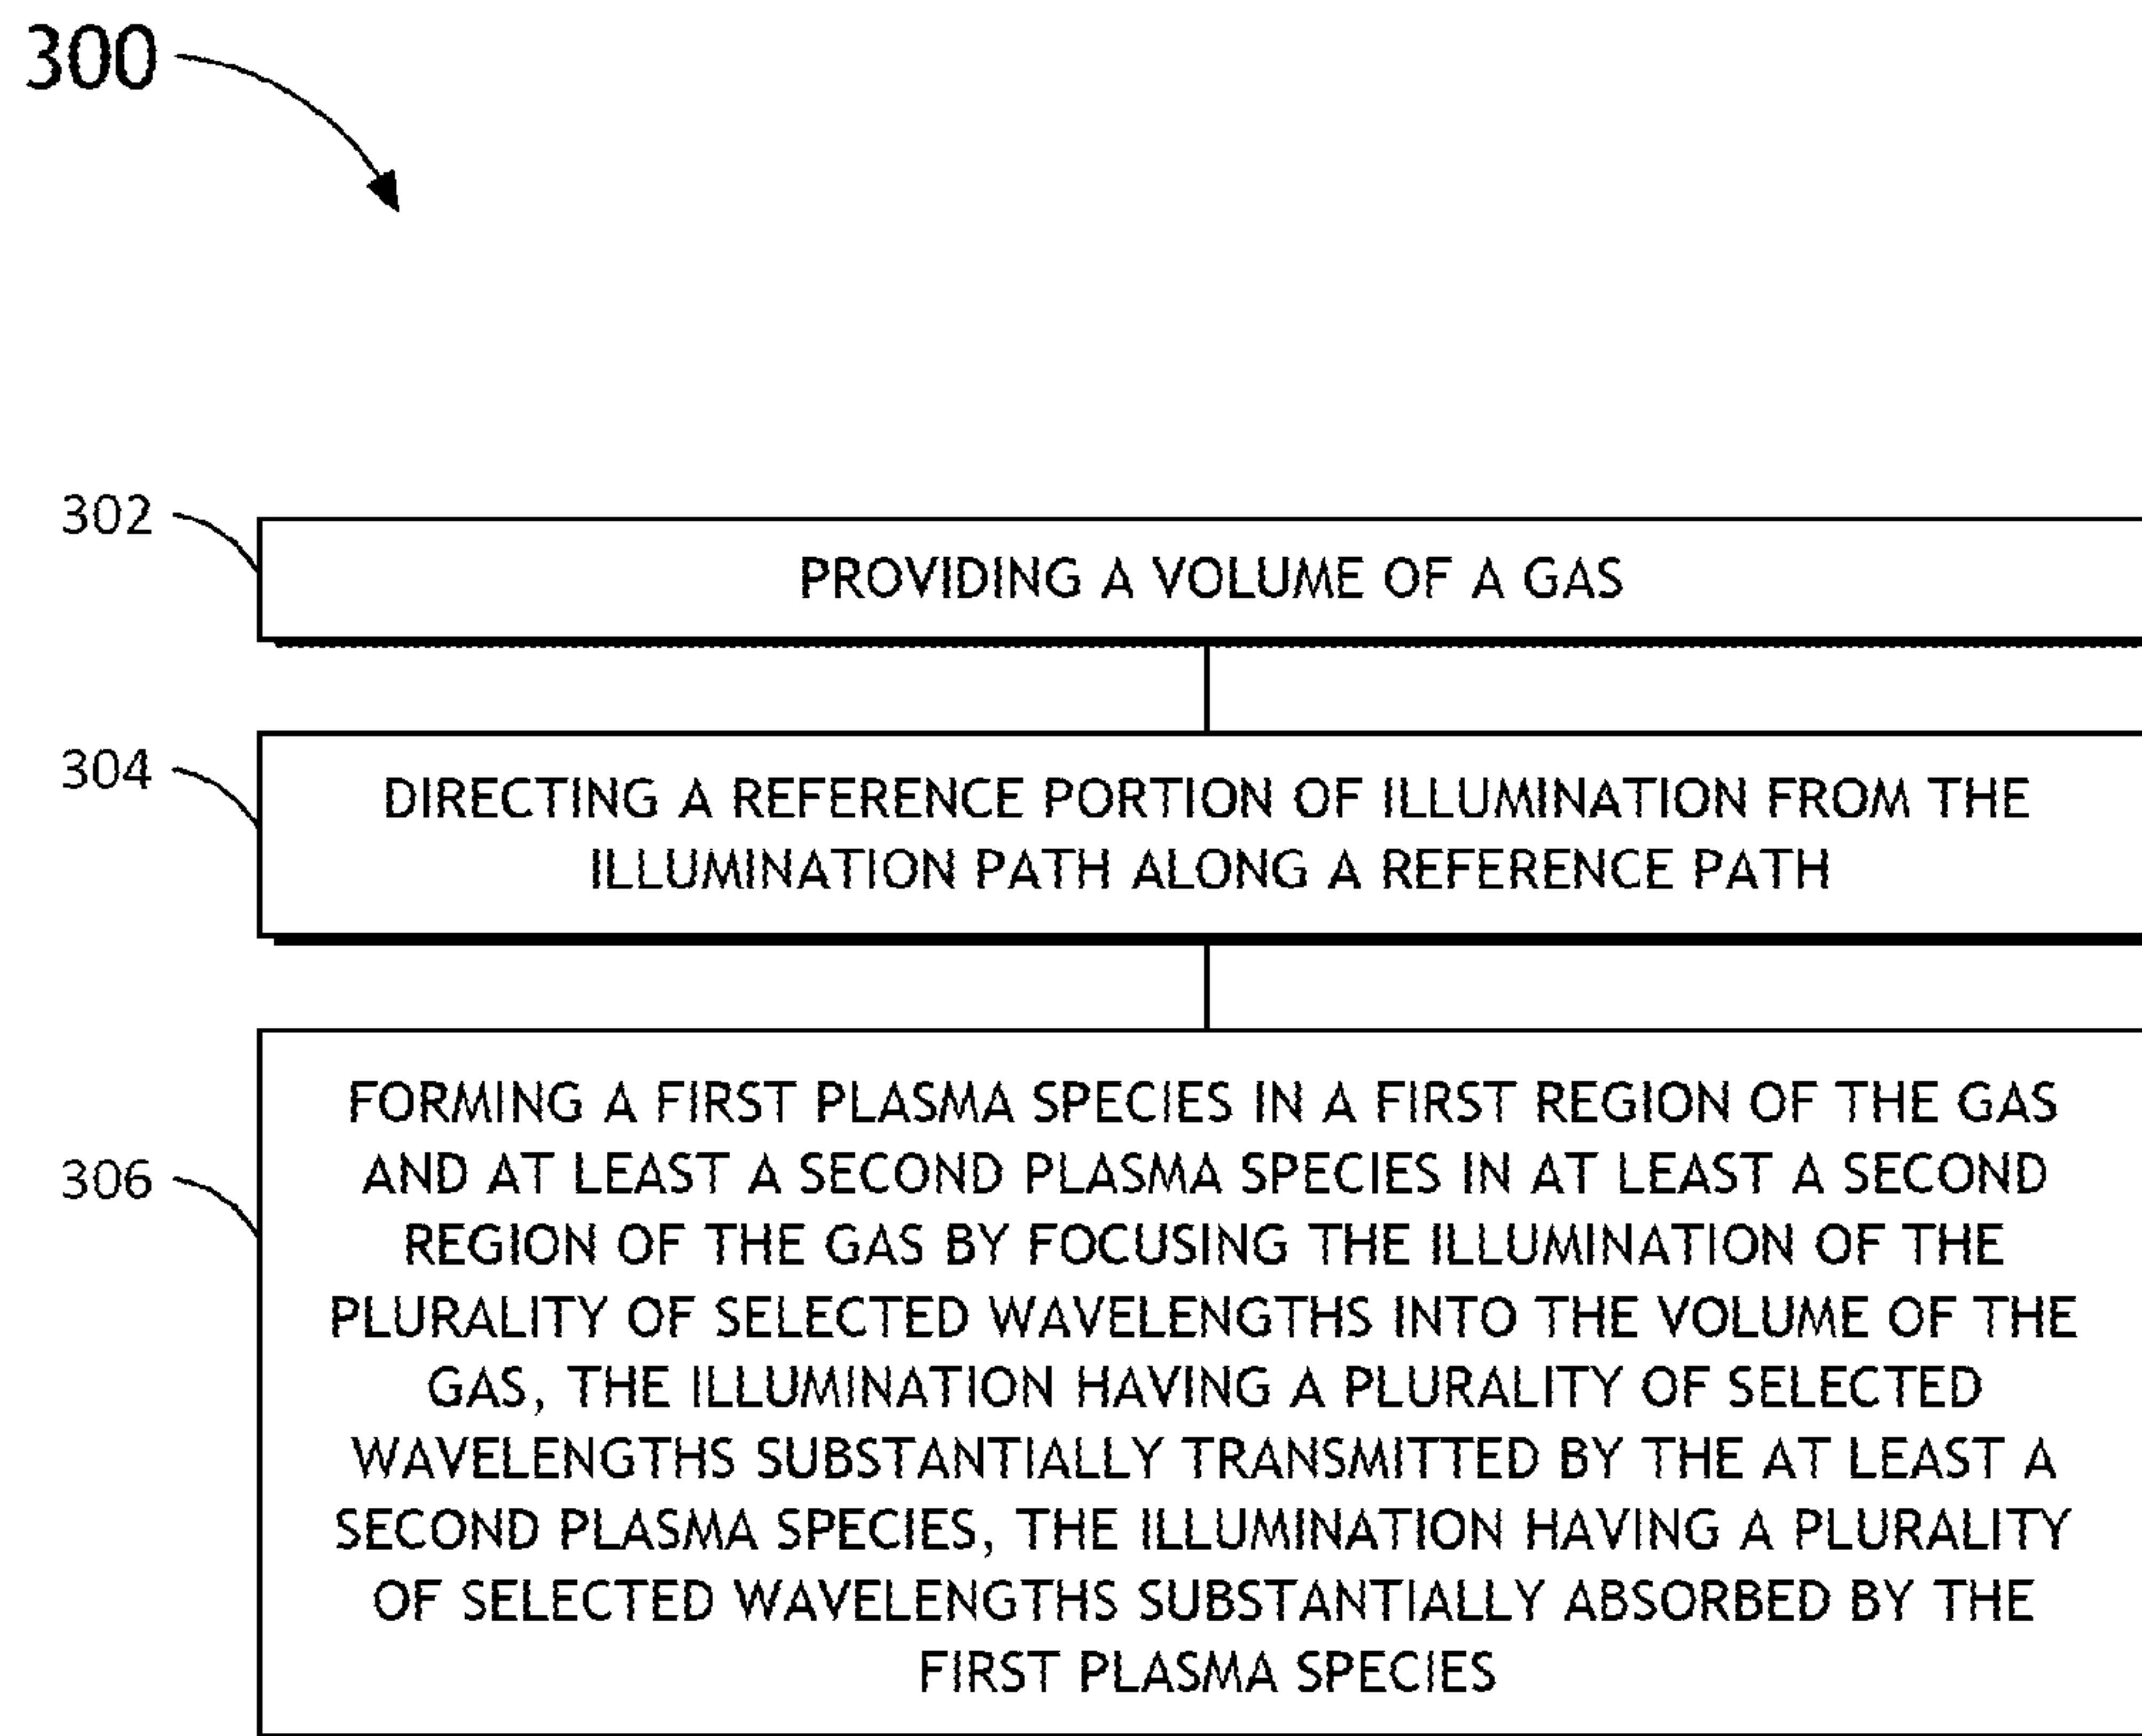 300
302
PROVIDING A VOLUME OF A GAS
304
DIRECTING A REFERENCE PORTION OF ILLUMINATION FROM THE
ILLUMINATION PATH ALONG A REFERENCE PATH
306
FORMING A FIRST PLASMA SPECIES IN A FIRST REGION OF THE GAS
AND AT LEAST A SECOND PLASMA SPECIES IN AT LEAST A SECOND
REGION OF THE GAS BY FOCUSING THE ILLUMINATION OF THE
PLURALITY OF SELECTED WAVELENGTHS INTO THE VOLUME OF THE
GAS, THE ILLUMINATION HAVING A PLURALITY OF SELECTED
WAVELENGTHS SUBSTANTIALLY TRANSMITTED BY THE AT LEAST A
SECOND PLASMA SPECIES, THE ILLUMINATION HAVING A PLURALITY
OF SELECTED WAVELENGTHS SUBSTANTIALLY ABSORBED BY THE
FIRST PLASMA SPECIES